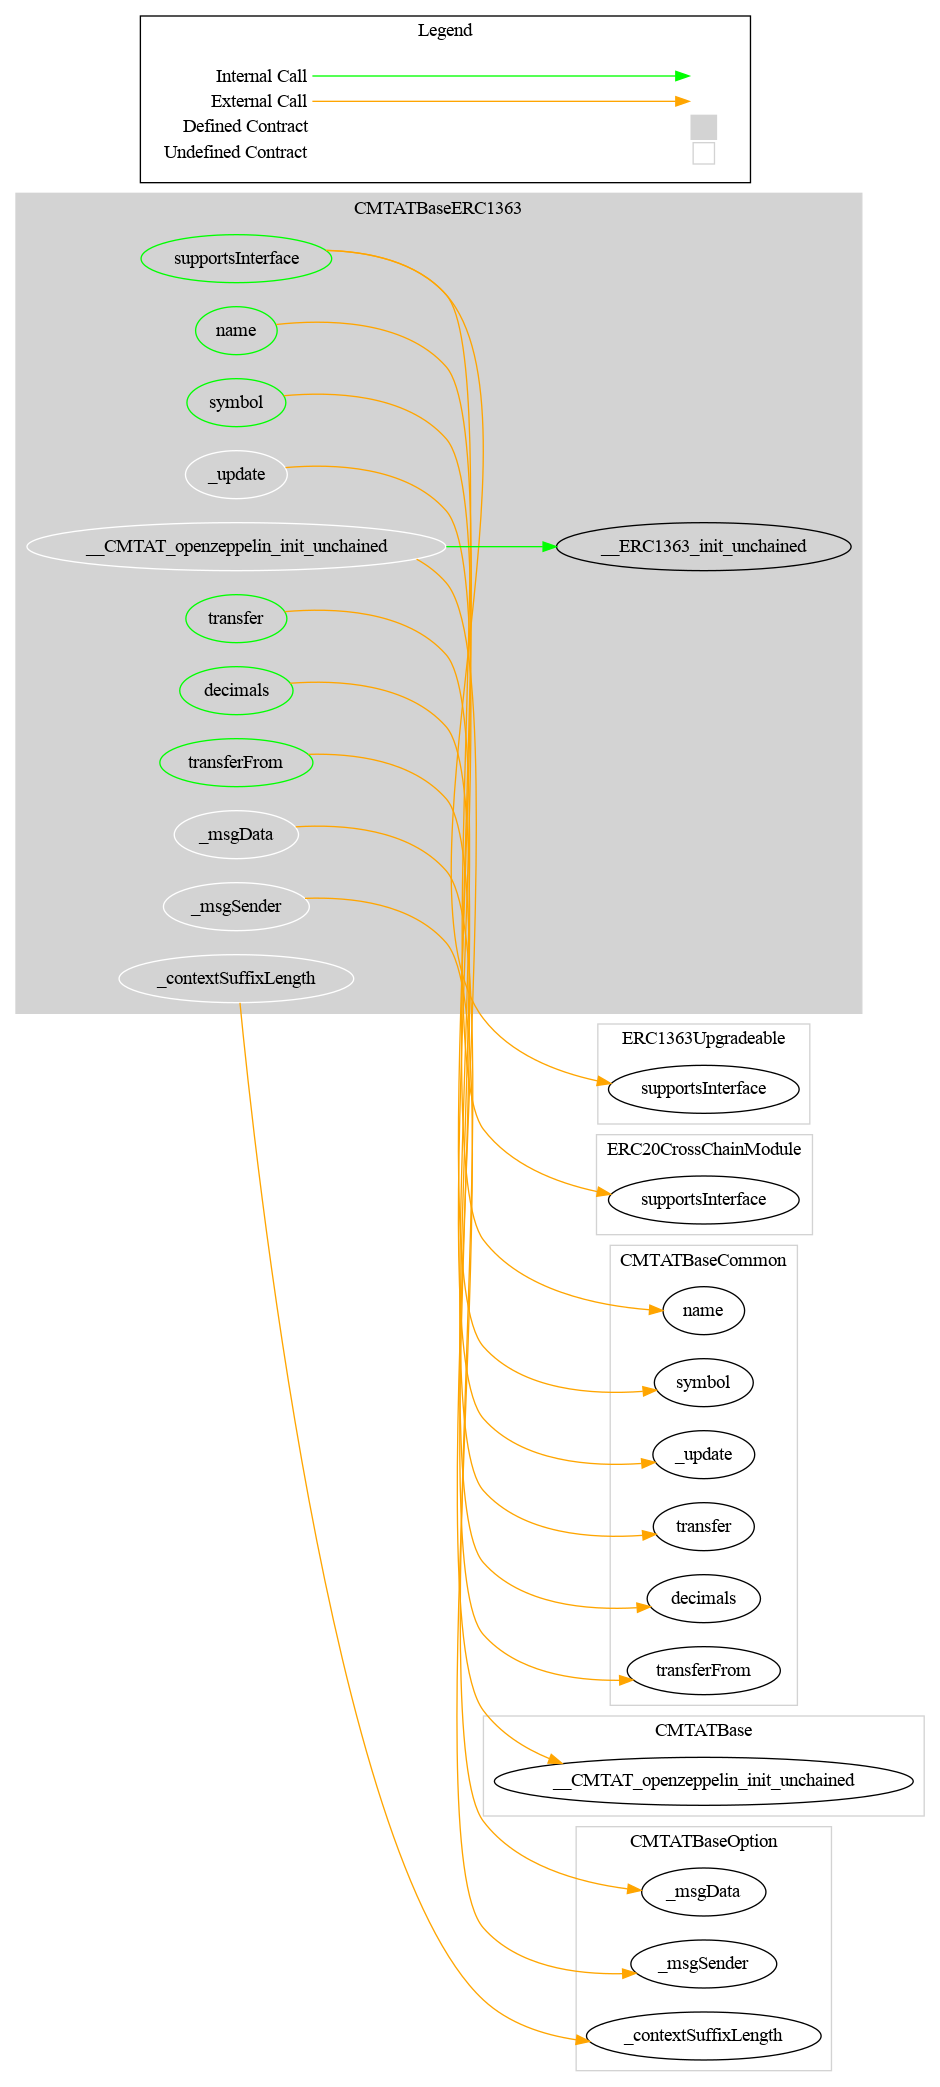 Legend
Internal Call
External Call
Defined Contract
Undefined Contract
CMTATBaseERC1363
supportsInterface
name
symbol
_update
__CMTAT_openzeppelin_init_unchained
__ERC1363_init_unchained
transfer
decimals
transferFrom
_msgData
_msgSender
_contextSuffixLength
ERC1363Upgradeable
supportsInterface
ERC20CrossChainModule
supportsInterface
CMTATBaseCommon
name
symbol
_update
transfer
decimals
transferFrom
CMTATBase
__CMTAT_openzeppelin_init_unchained
CMTATBaseOption
_msgData
_msgSender
_contextSuffixLength